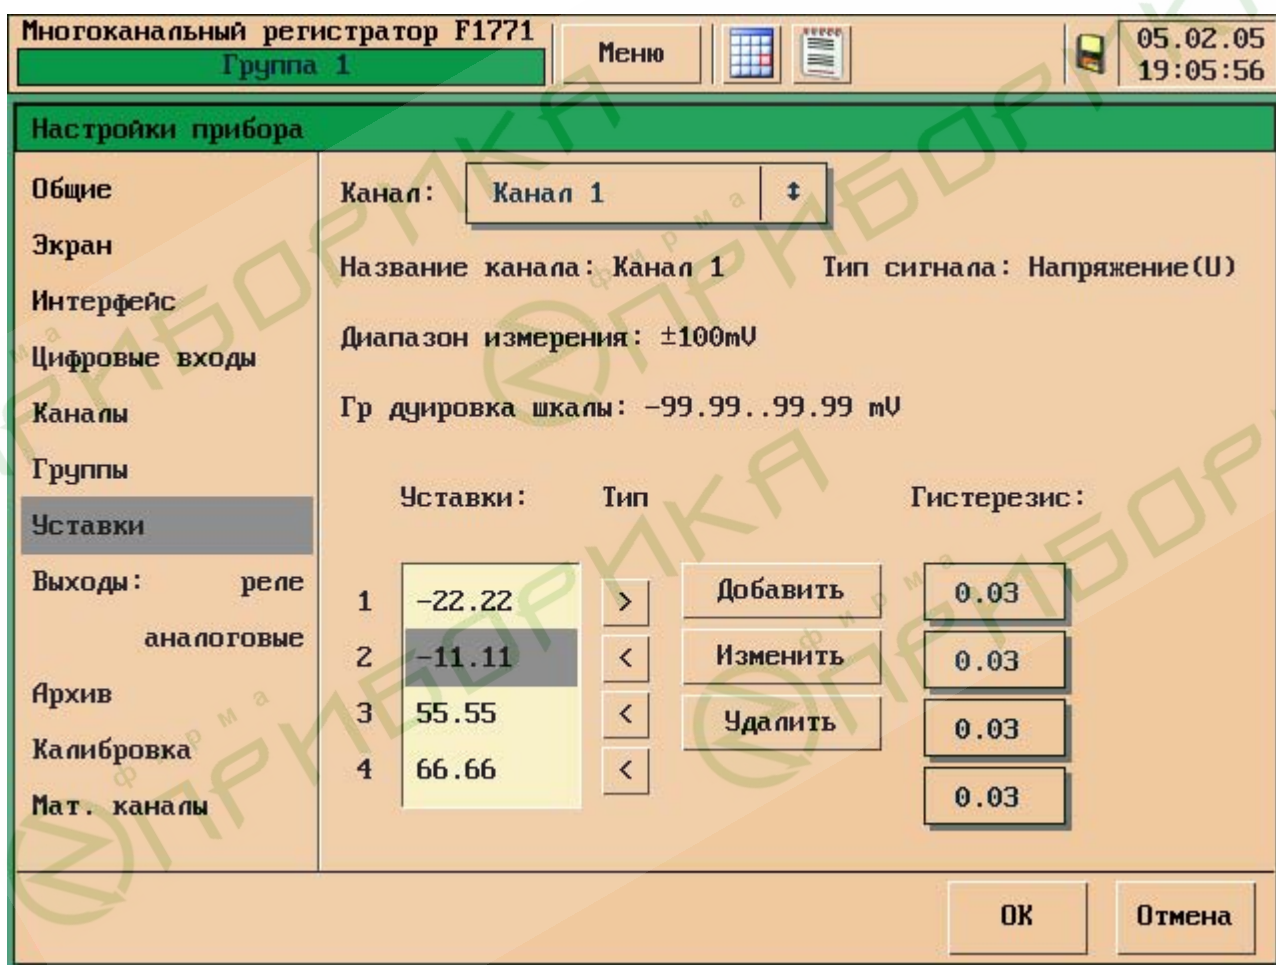 Многоканальный регистратор F1771
Группа 1
Меню
05.02.05
19:05:56
Настройки прибора
Общие
Экран
Интерфейс
Цифровые входы
Каналы
Группы
Уставки
Выходы: реле
аналоговые
Архив
Калибровка
Мат. каналы
Канал: Канал 1
Название канала: Канал 1 Тип сигнала: Напряжение(U)
Диапазон измерения: ±100mV
Гр дуировка шкалы: -99.99..99.99 mV
Уставки: Тип Гистерезис:
1 -22.22 > Добавить 0.03
2 -11.11 < Изменить 0.03
3 55.55 < Удалить 0.03
4 66.66 < 0.03
OK Отмена
фирма
ПРИБОРИКА